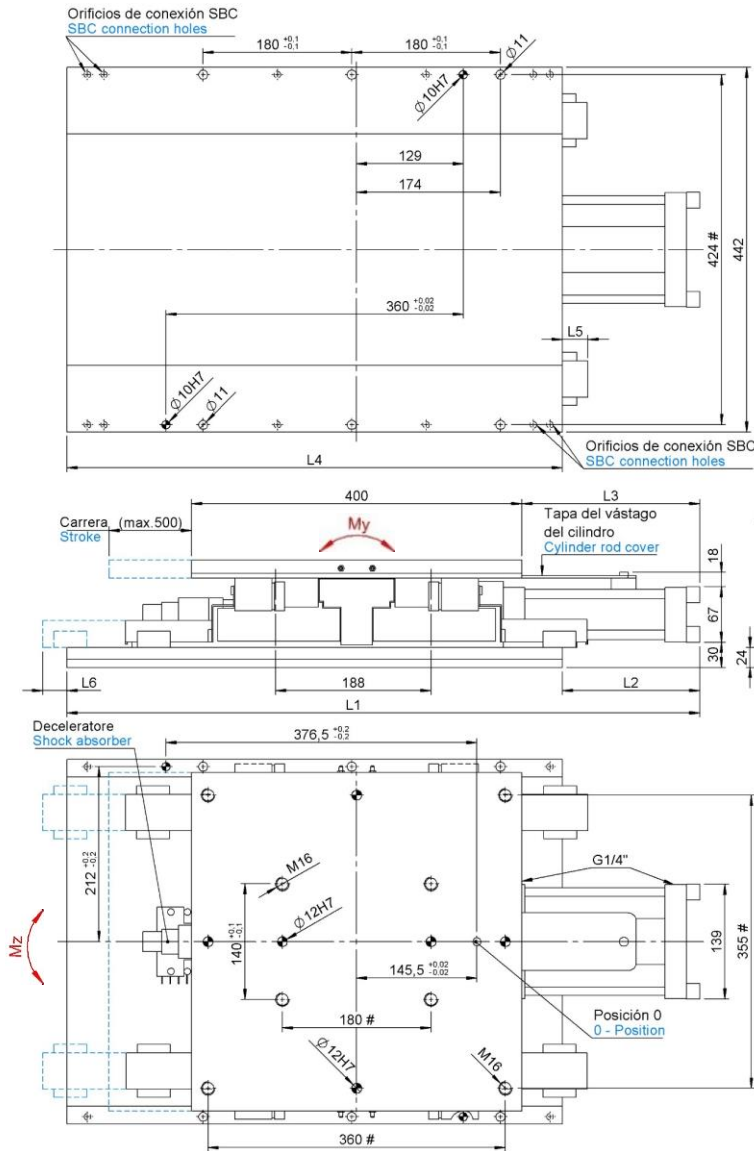 Orificios de conexión SBC
SBC connection holes
180 +0,1 -0,1
180 +0,1 -0,1
Ø11
Ø10H7
129
174
424 #
442
360 +0,02 -0,02
L5
Ø10H7
Ø11
L4
Orificios de conexión SBC
SBC connection holes
400
L3
Carrera (max.500)
Stroke
My
Tapa del vástago
del cilindro
Cylinder rod cover
18
67
30
24
L6
188
L2
L1
Deceleratore
Shock absorber
376,5 +0,2 -0,2
212 +0,2 -0,2
M16
G1/4"
Ø12H7
Mz
140 +0,1 -0,1
139
355 #
145,5 +0,02 -0,02
Posición 0
0 - Position
180 #
Ø12H7
M16
360 #